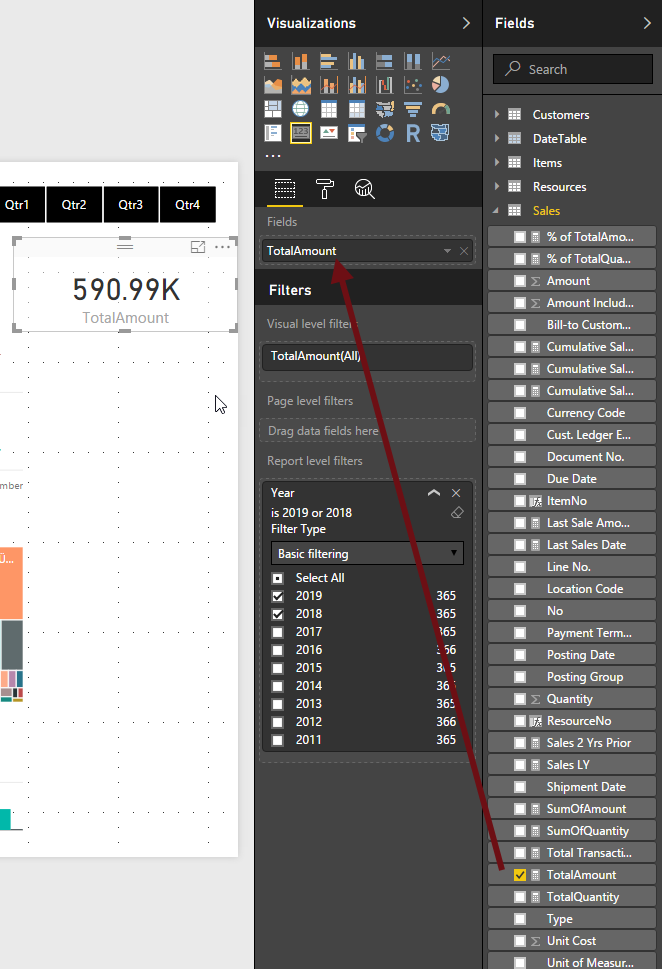 Qtr1
Qtr2
Qtr3
Qtr4
590.99K
TotalAmount
mber
Visualizations
123
R
Fields
TotalAmount
Filters
Visual level filters
TotalAmount(All)
Page level filters
Drag data fields here
Report level filters
Year
is 2019 or 2018
Filter Type
Basic filtering
Select All
2019 365
2018 365
2017 365
2016 366
2015 365
2014 365
2013 365
2012 366
2011 365
Fields
Search
Customers
DateTable
Items
Resources
Sales
% of TotalAmo...
% of TotalQua...
Amount
Amount Includ...
Bill-to Custom...
Cumulative Sal...
Cumulative Sal...
Cumulative Sal...
Currency Code
Cust. Ledger E...
Document No.
Due Date
ItemNo
Last Sale Amo...
Last Sales Date
Line No.
Location Code
No
Payment Term...
Posting Date
Posting Group
Quantity
ResourceNo
Sales 2 Yrs Prior
Sales LY
Shipment Date
SumOfAmount
SumOfQuantity
Total Transacti...
TotalAmount
TotalQuantity
Type
Unit Cost
Unit of Measur...